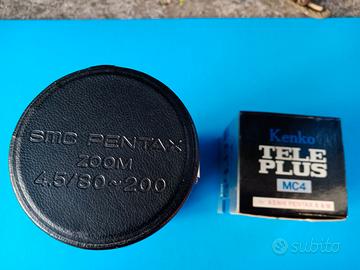 SMC PENTAX
ZOOM
4.5/80~200
Kenko
TELE
PLUS
MC4
subito